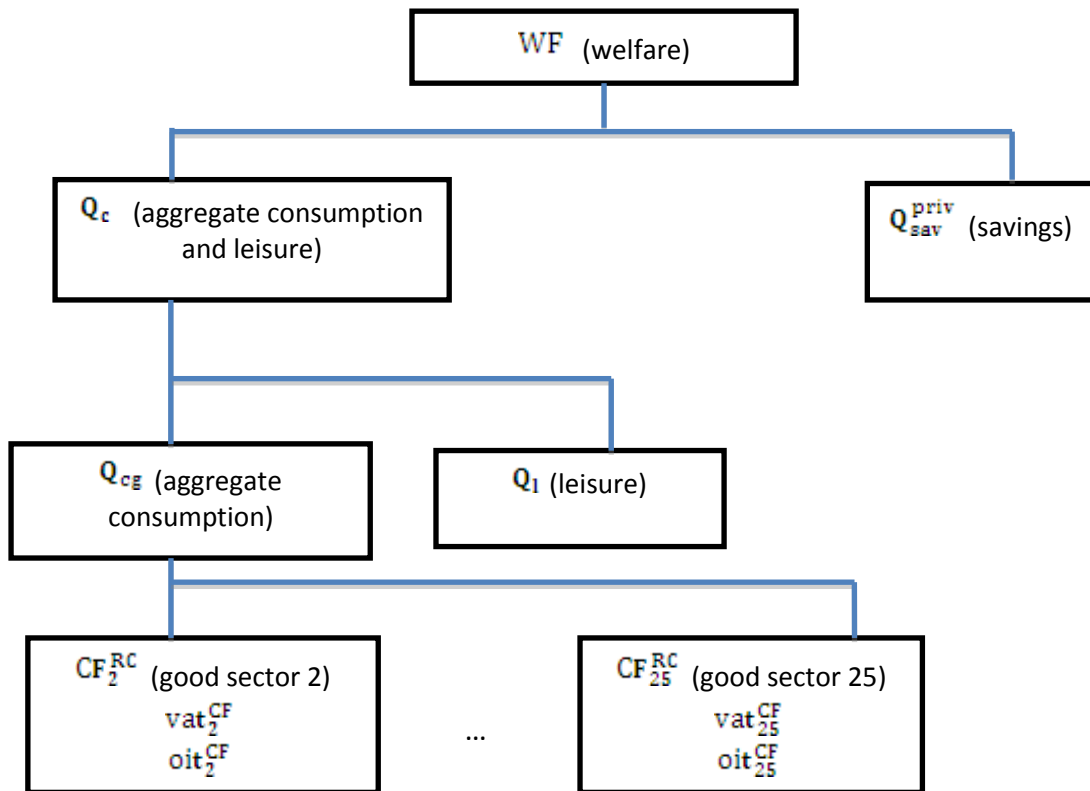 WF (welfare)
Q_c (aggregate consumption
and leisure)
Q_sav^priv (savings)
Q_cg (aggregate
consumption)
Q_l (leisure)
CF_2^RC (good sector 2)
vat_2^CF
oit_2^CF
...
CF_25^RC (good sector 25)
vat_25^CF
oit_25^CF